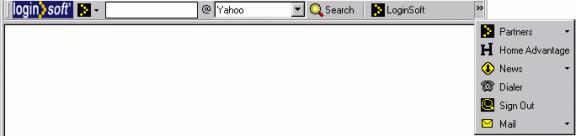 login soft @ Yahoo Search LoginSoft »
Partners
Home Advantage
News
Dialer
Sign Out
Mail